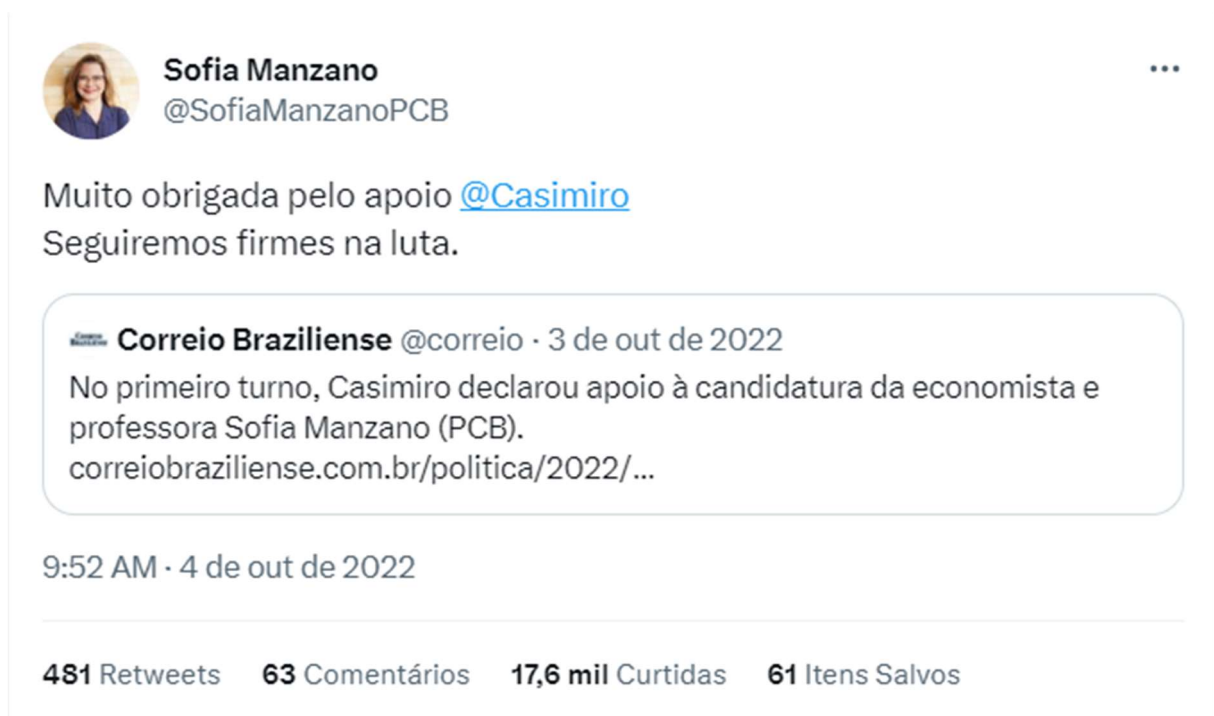 Sofia Manzano
@SofiaManzanoPCB
Muito obrigada pelo apoio @Casimiro
Seguiremos firmes na luta.
Correio Braziliense @correio · 3 de out de 2022
No primeiro turno, Casimiro declarou apoio à candidatura da economista e
professora Sofia Manzano (PCB).
correiobraziliense.com.br/politica/2022/...
9:52 AM · 4 de out de 2022
481 Retweets 63 Comentários 17,6 mil Curtidas 61 Itens Salvos